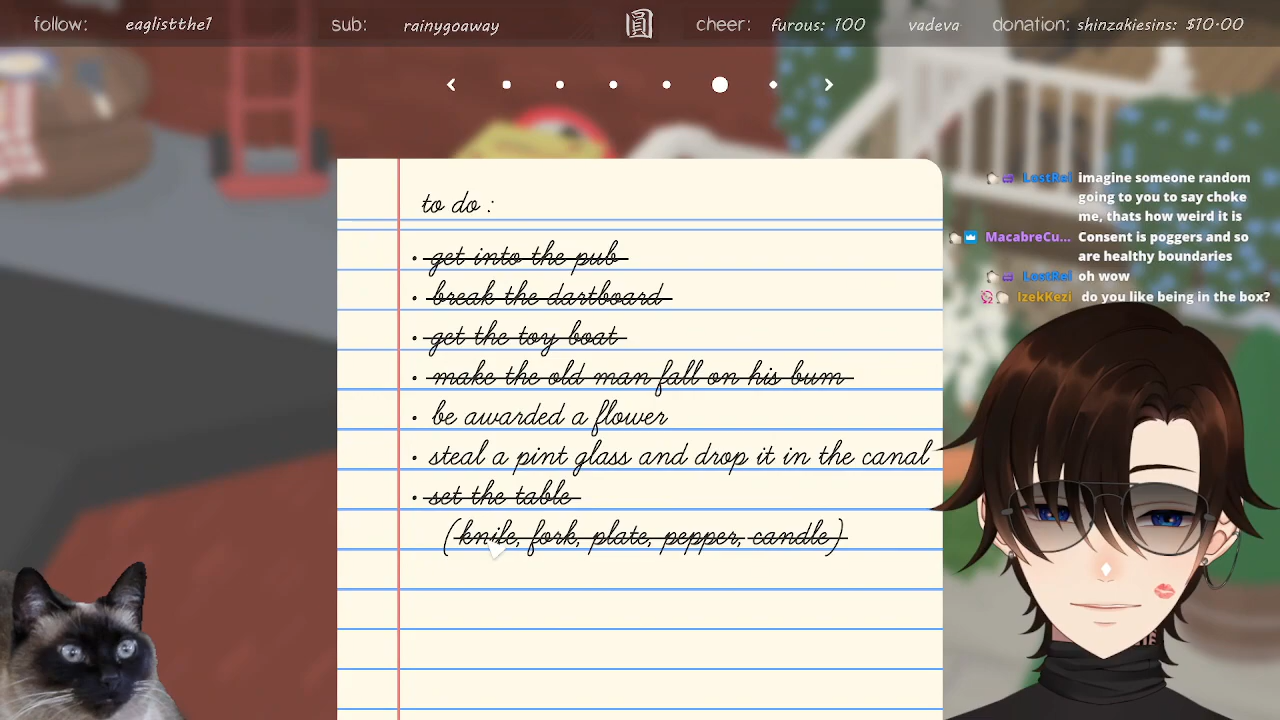 follow: eaglistthe1 sub: rainygoaway 圓 cheer: furous: 100 vadeva donation: shinzakiesins: $10.00
to do :
• get into the pub
• break the dartboard
• get the toy boat
• make the old man fall on his bum
• be awarded a flower
• steal a pint glass and drop it in the canal
• set the table
(knife, fork, plate, pepper, candle)
LostRei imagine someone random
going to you to say choke
me, thats how weird it is
MacabreCu... Consent is poggers and so
are healthy boundaries
LostRei oh wow
IzekKezi do you like being in the box?